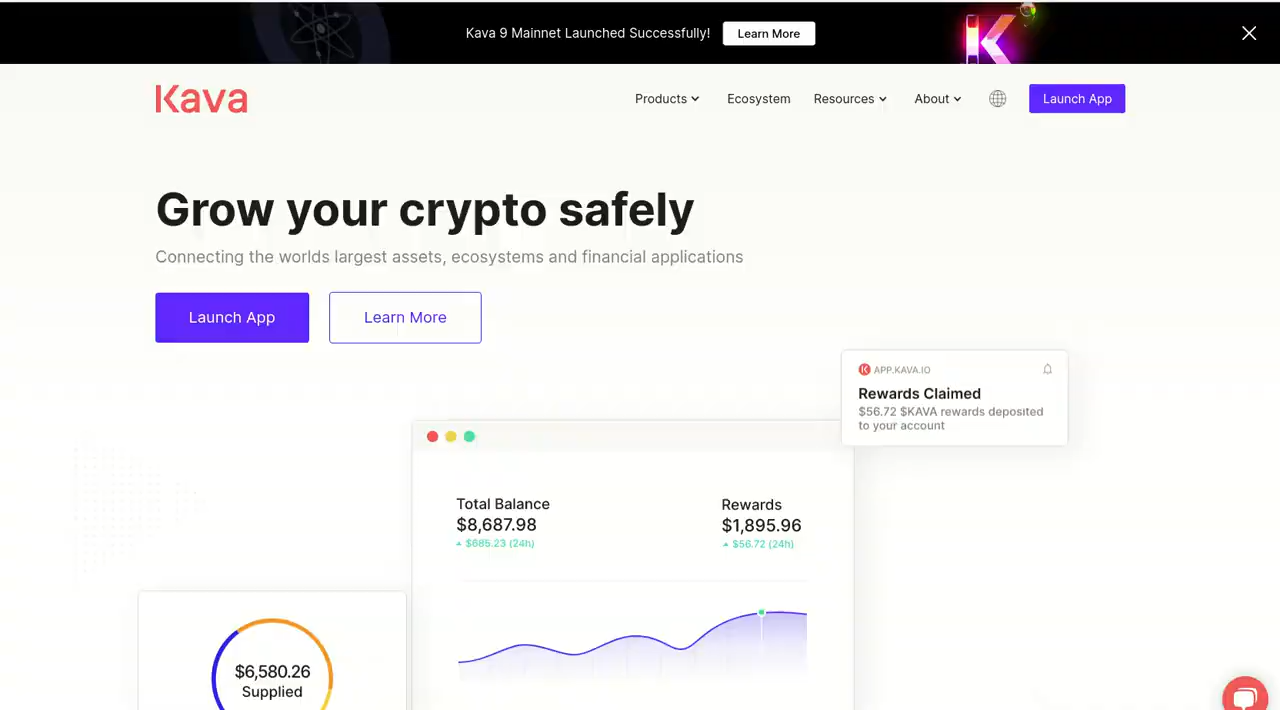 Kava 9 Mainnet Launched Successfully!
Learn More
Kava
Products
Ecosystem
Resources
About
Launch App
Grow your crypto safely
Connecting the worlds largest assets, ecosystems and financial applications
Launch App
Learn More
APP.KAVA.IO
Rewards Claimed
$56.72 $KAVA rewards deposited
to your account
Total Balance
$8,687.98
$685.23 (24h)
Rewards
$1,895.96
$56.72 (24h)
$6,580.26
Supplied